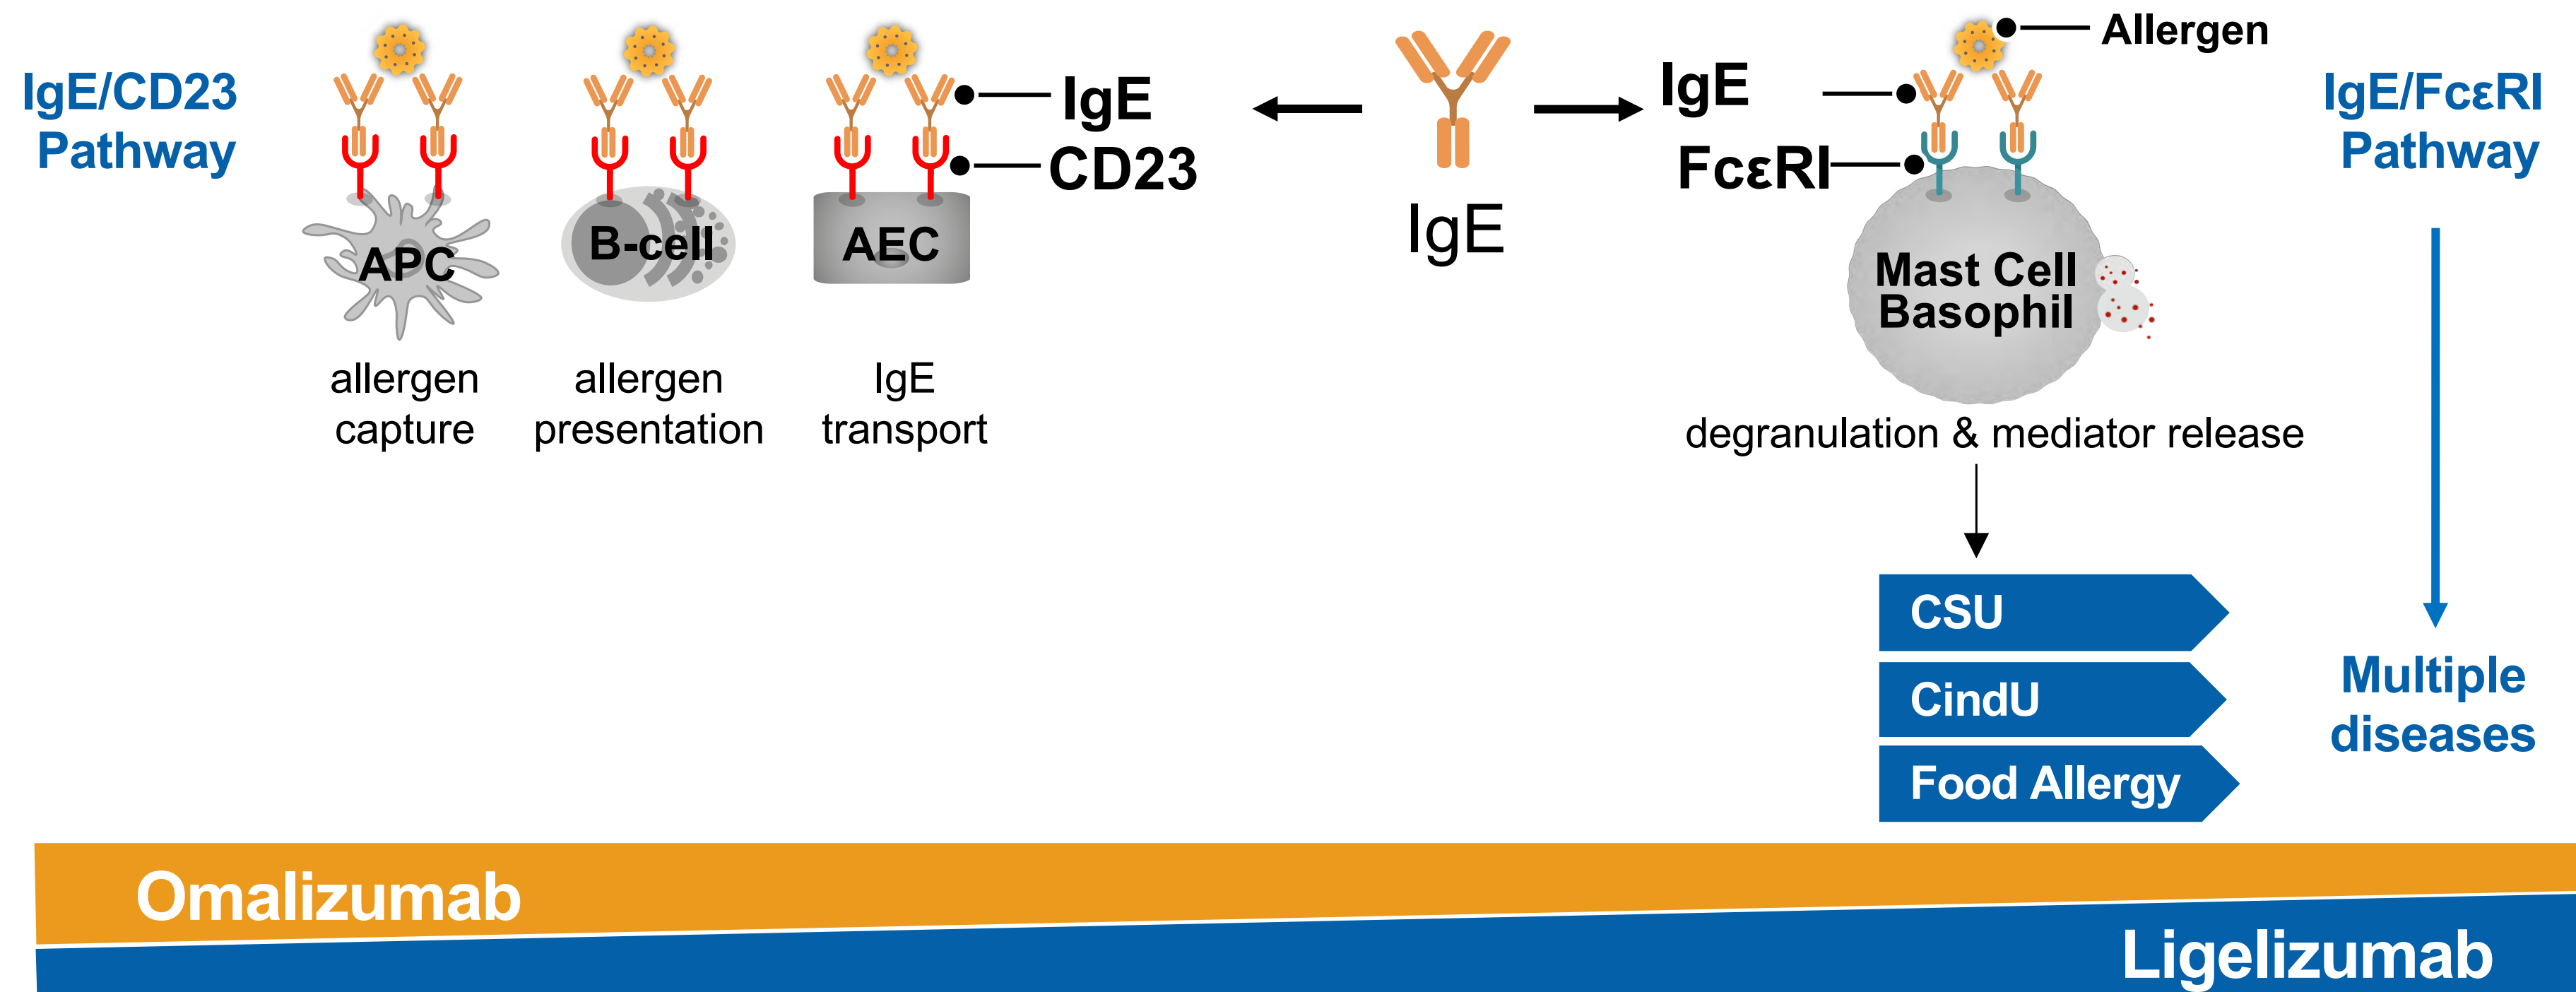 IgE/CD23
Pathway
APC
allergen
capture
B-cell
allergen
presentation
AEC
IgE
transport
IgE
CD23
IgE
Allergen
IgE
FcεRI
Mast Cell
Basophil
degranulation & mediator release
CSU
CindU
Food Allergy
IgE/FcεRI
Pathway
Multiple
diseases
Omalizumab
Ligelizumab